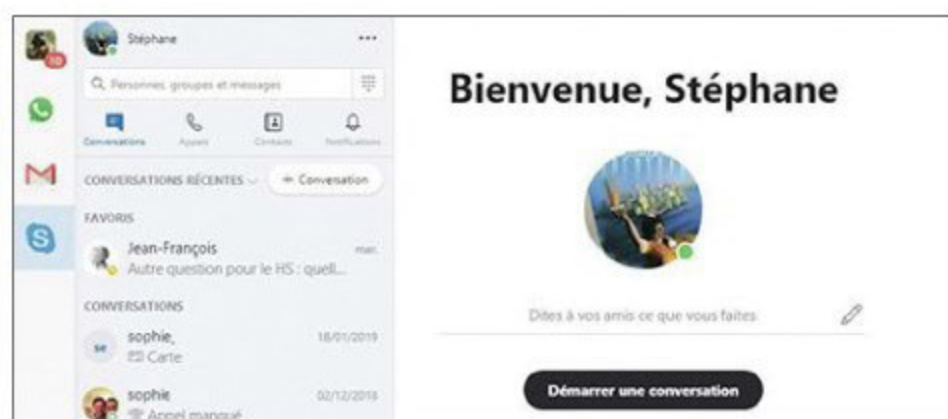 Stéphane
Personnes, groupes et messages
Conversations
Appels
Contacts
Notifications
CONVERSATIONS RÉCENTES
+ Conversation
FAVORIS
Jean-François
mar.
Autre question pour le HS : quell...
CONVERSATIONS
sophie,
18/01/2019
se
Carte
sophie
02/12/2018
Appel manqué
Bienvenue, Stéphane
Dites à vos amis ce que vous faites
Démarrer une conversation